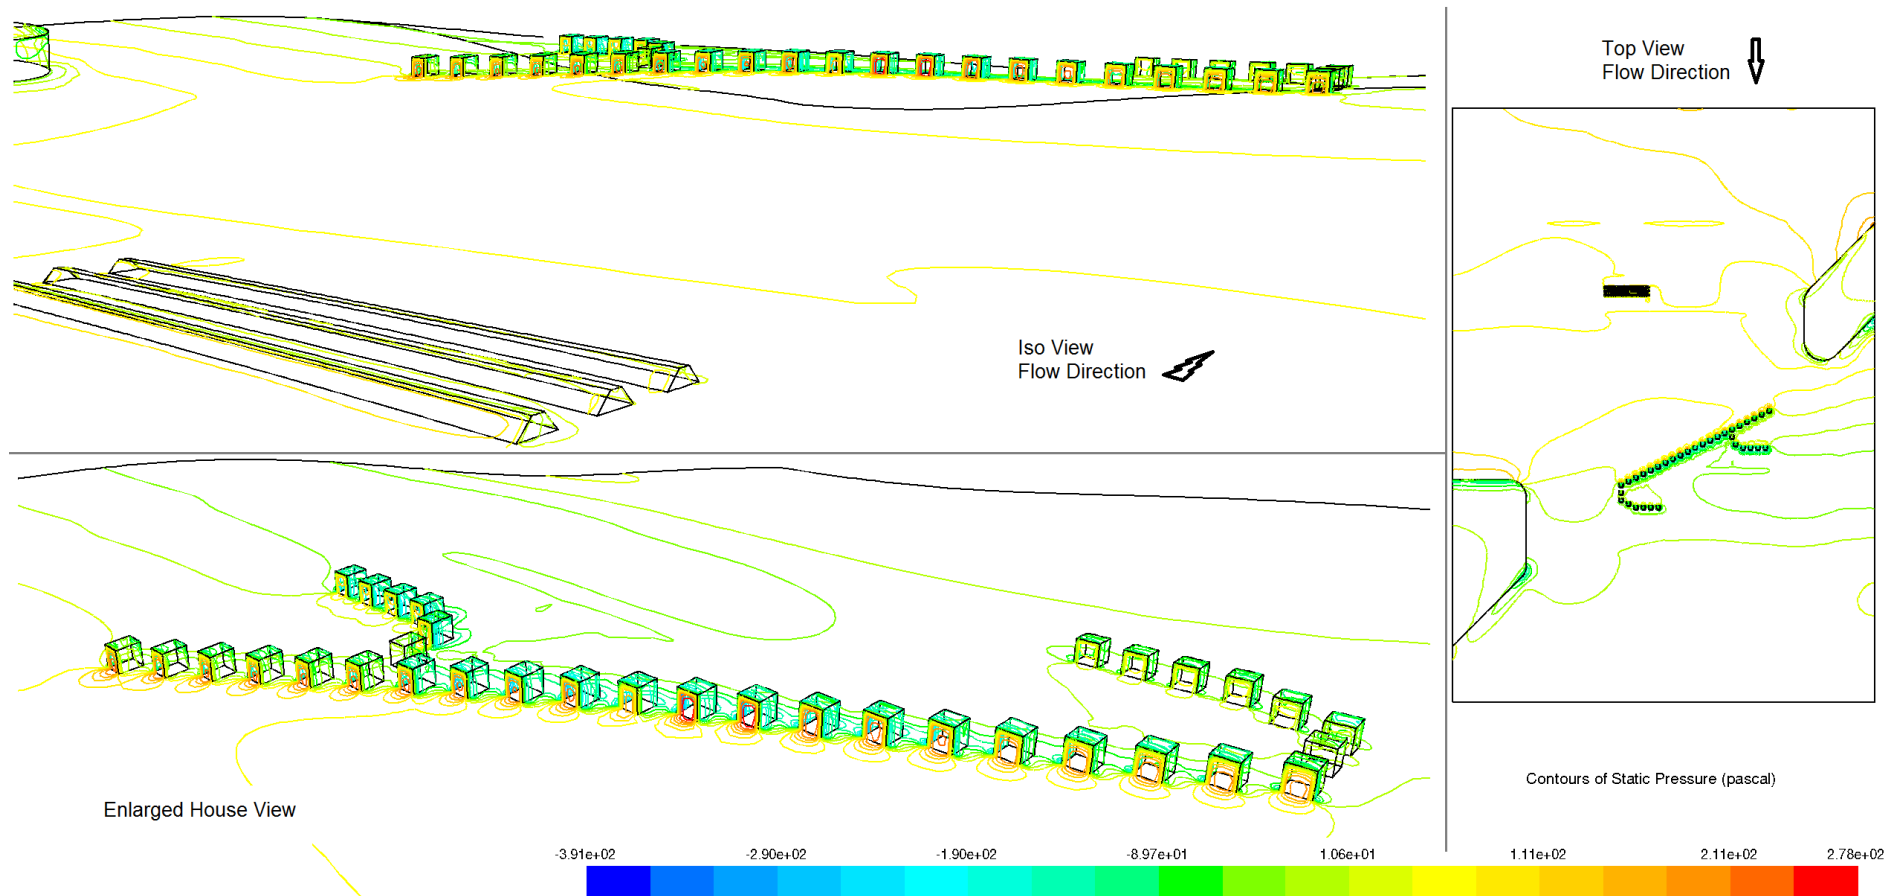 Top View
Flow Direction
Iso View
Flow Direction
Enlarged House View
Contours of Static Pressure (pascal)
-3.91e+02 -2.90e+02 -1.90e+02 -8.97e+01 1.06e+01 1.11e+02 2.11e+02 2.78e+02